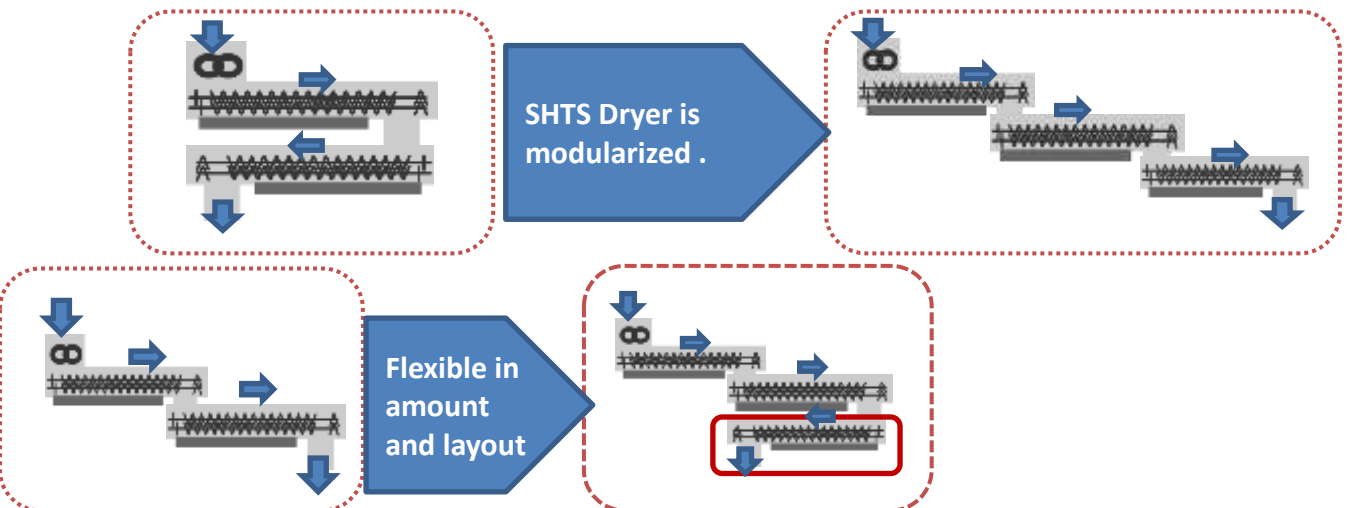 SHTS Dryer is
modularized .
Flexible in
amount
and layout